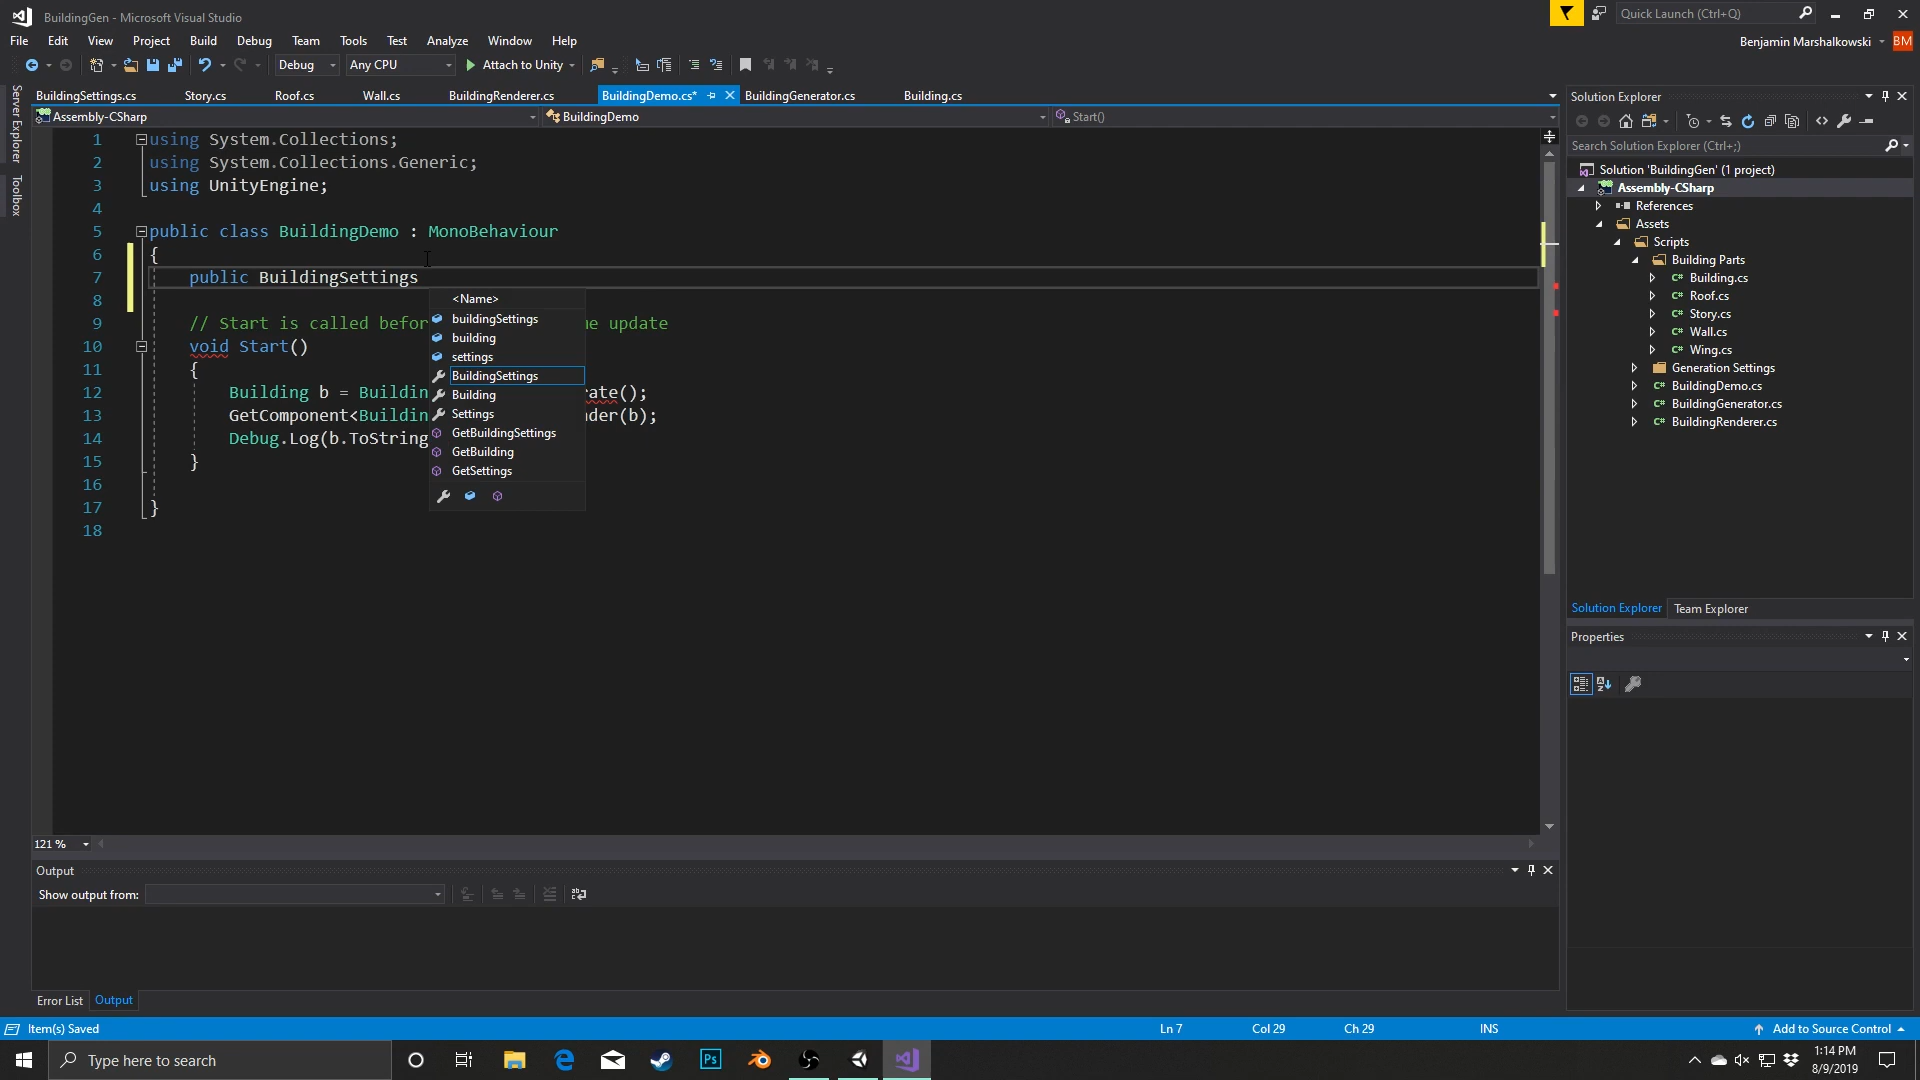 BuildingGen - Microsoft Visual Studio
Quick Launch (Ctrl+Q)
File Edit View Project Build Debug Team Tools Test Analyze Window Help
Benjamin Marshalkowski BM
Debug Any CPU Attach to Unity
Server Explorer
Toolbox
BuildingSettings.cs Story.cs Roof.cs Wall.cs BuildingRenderer.cs BuildingDemo.cs* BuildingGenerator.cs Building.cs
Assembly-CSharp BuildingDemo Start()
1 using System.Collections;
2 using System.Collections.Generic;
3 using UnityEngine;
4
5 public class BuildingDemo : MonoBehaviour
6 {
7 public BuildingSettings
8
9 // Start is called befor e update
10 void Start()
11 {
12 Building b = Buildin rate();
13 GetComponent<Buildin der(b);
14 Debug.Log(b.ToString
15 }
16
17 }
18
<Name>
buildingSettings
building
settings
BuildingSettings
Building
Settings
GetBuildingSettings
GetBuilding
GetSettings
121 %
Output
Show output from:
Error List Output
Solution Explorer
Search Solution Explorer (Ctrl+;)
Solution 'BuildingGen' (1 project)
Assembly-CSharp
References
Assets
Scripts
Building Parts
C# Building.cs
C# Roof.cs
C# Story.cs
C# Wall.cs
C# Wing.cs
Generation Settings
C# BuildingDemo.cs
C# BuildingGenerator.cs
C# BuildingRenderer.cs
Solution Explorer Team Explorer
Properties
Item(s) Saved Ln 7 Col 29 Ch 29 INS Add to Source Control
Type here to search
Ps
1:14 PM
8/9/2019